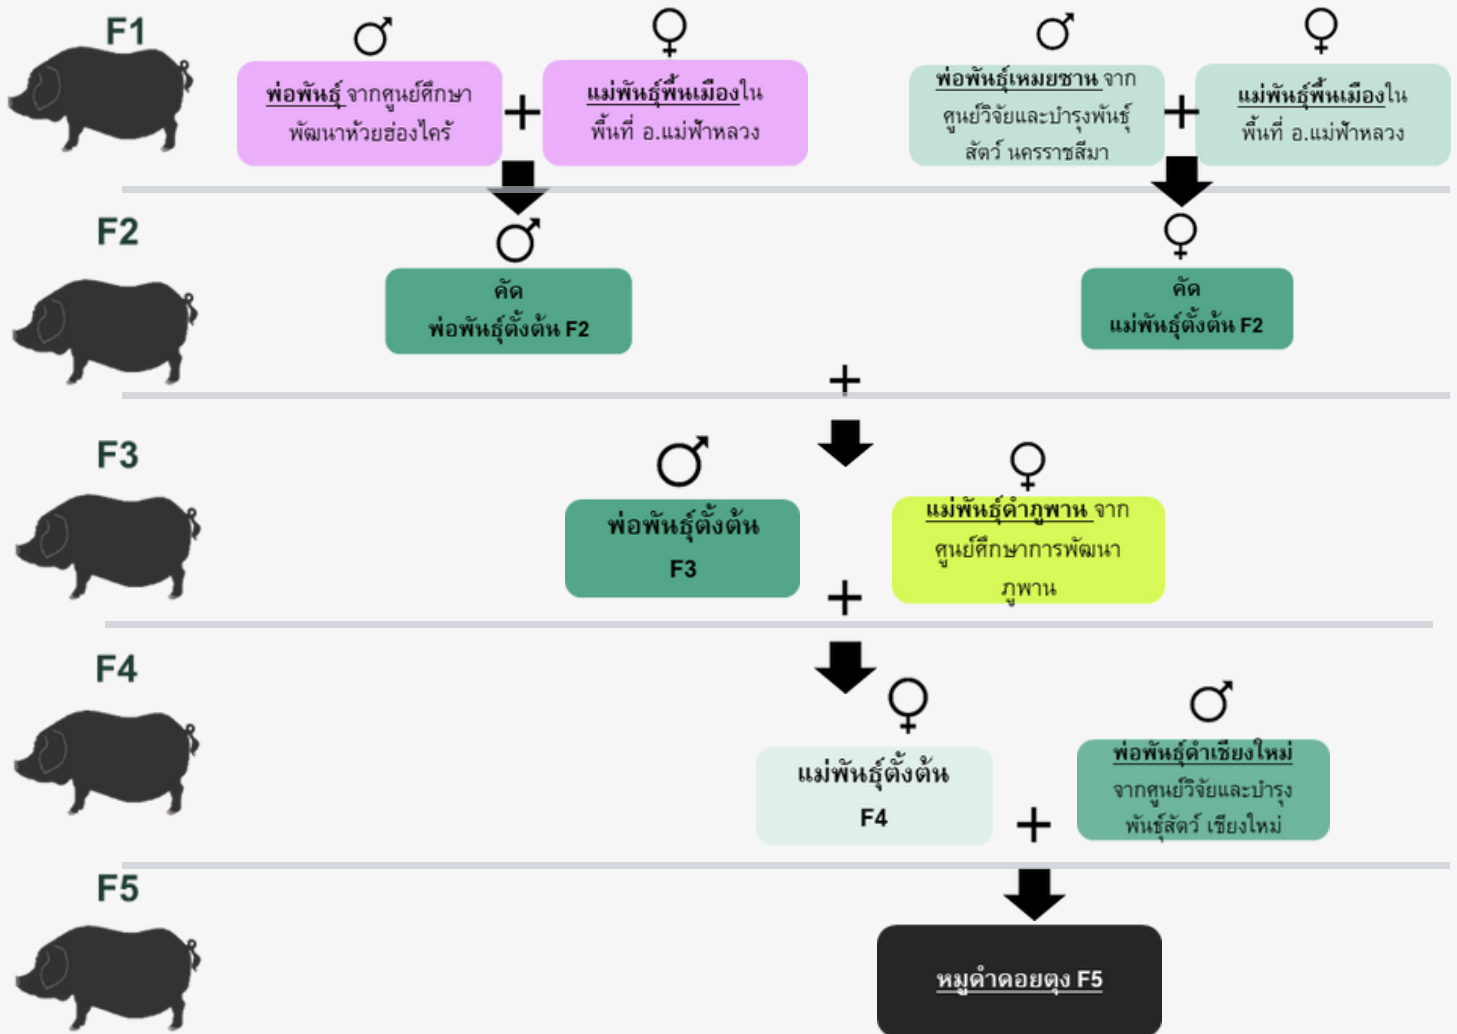 F1
พ่อพันธุ์ จากศูนย์ศึกษา
พัฒนาห้วยฮ่องไคร้
+
แม่พันธุ์พื้นเมืองใน
พื้นที่ อ.แม่ฟ้าหลวง
พ่อพันธุ์เหมยซาน จาก
ศูนย์วิจัยและบำรุงพันธุ์
สัตว์ นครราชสีมา
+
แม่พันธุ์พื้นเมืองใน
พื้นที่ อ.แม่ฟ้าหลวง
F2
คัด
พ่อพันธุ์ตั้งต้น F2
+
คัด
แม่พันธุ์ตั้งต้น F2
F3
พ่อพันธุ์ตั้งต้น
F3
+
แม่พันธุ์ดำภูพาน จาก
ศูนย์ศึกษาการพัฒนา
ภูพาน
F4
แม่พันธุ์ตั้งต้น
F4
+
พ่อพันธุ์ดำเชียงใหม่
จากศูนย์วิจัยและบำรุง
พันธุ์สัตว์ เชียงใหม่
F5
หมูดำดอยตุง F5